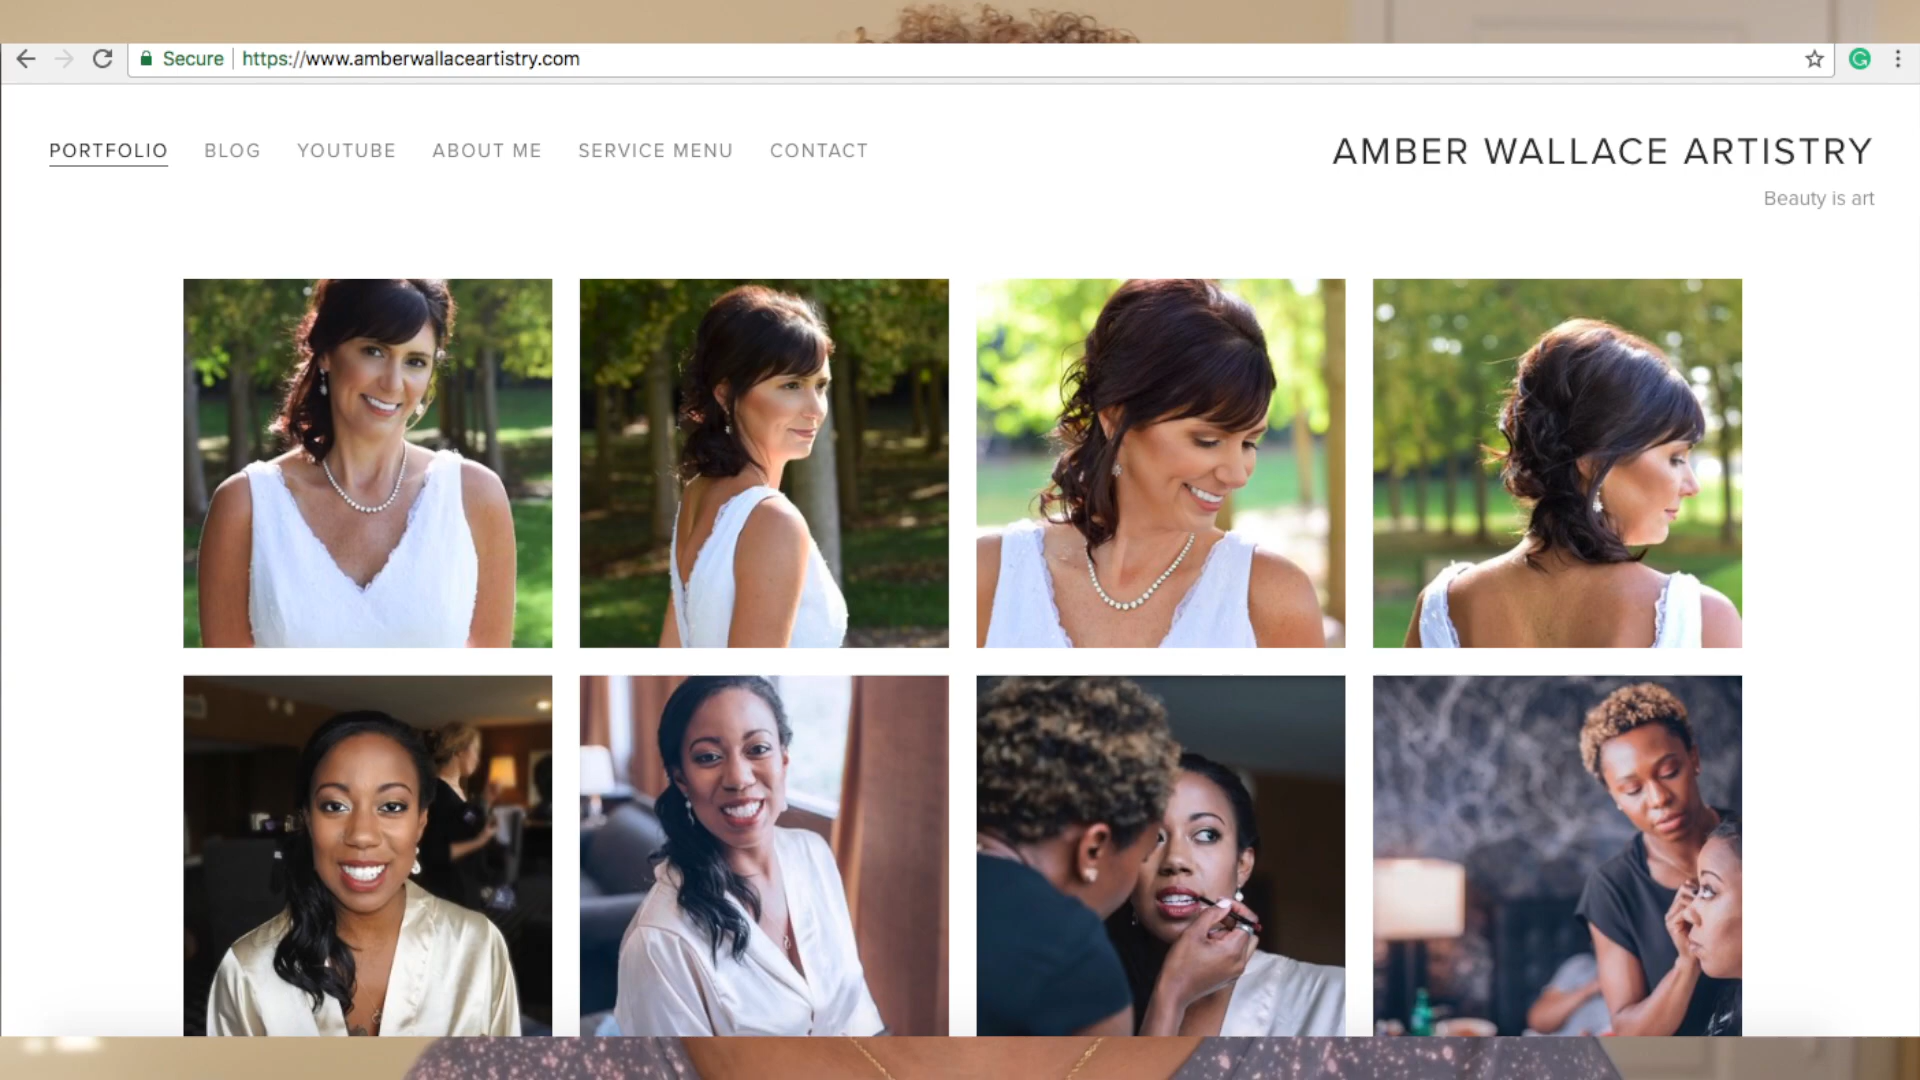 Secure
https://www.amberwallaceartistry.com
PORTFOLIO BLOG YOUTUBE ABOUT ME SERVICE MENU CONTACT
AMBER WALLACE ARTISTRY
Beauty is art